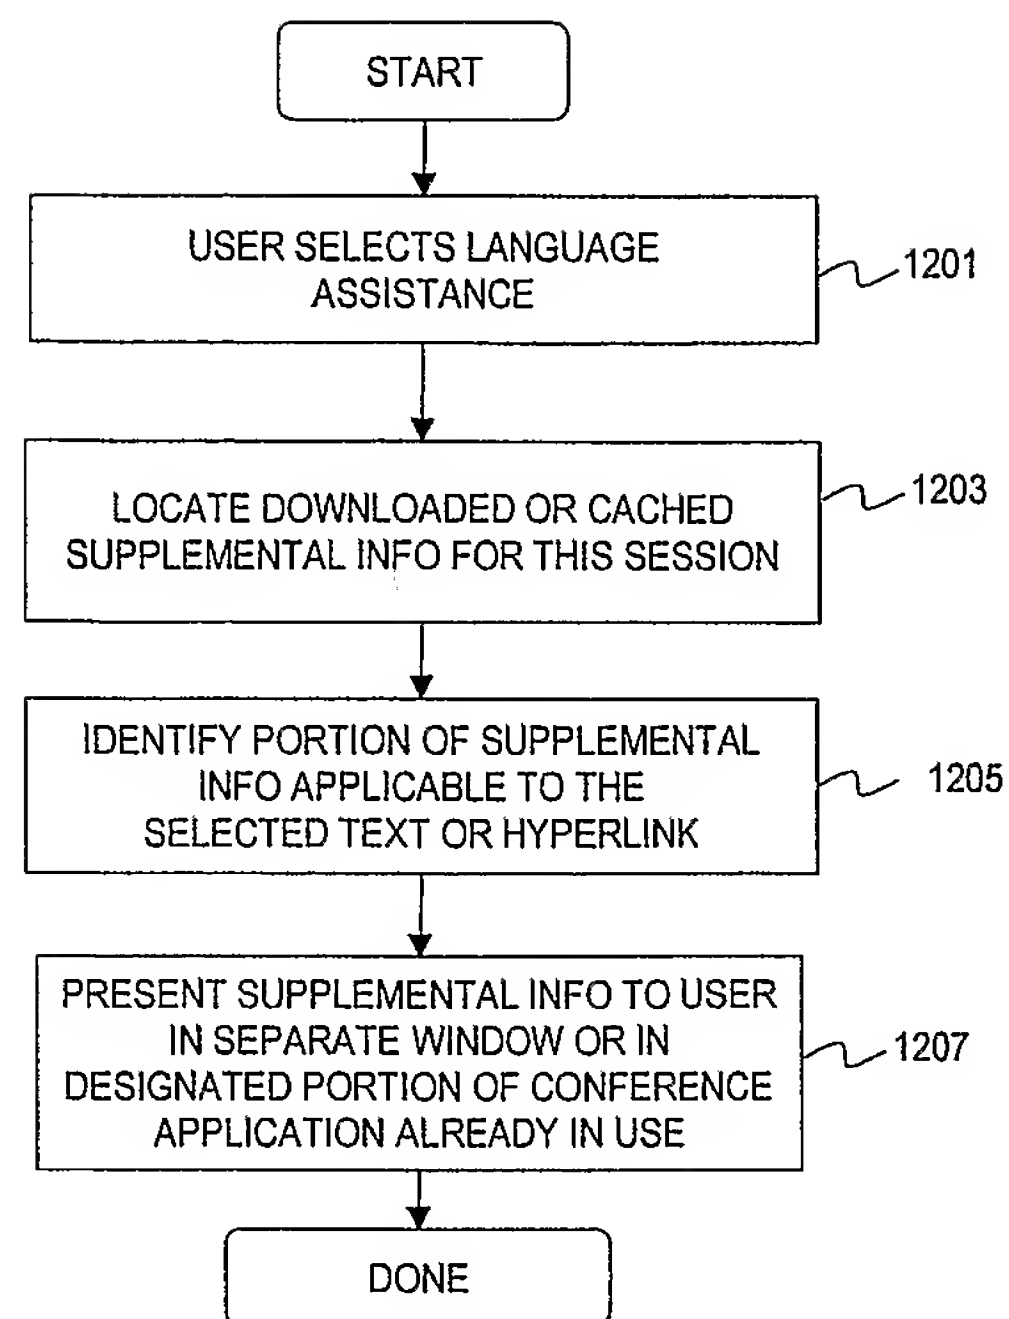 START
USER SELECTS LANGUAGE
ASSISTANCE
1201
LOCATE DOWNLOADED OR CACHED
SUPPLEMENTAL INFO FOR THIS SESSION
1203
IDENTIFY PORTION OF SUPPLEMENTAL
INFO APPLICABLE TO THE
SELECTED TEXT OR HYPERLINK
1205
PRESENT SUPPLEMENTAL INFO TO USER
IN SEPARATE WINDOW OR IN
DESIGNATED PORTION OF CONFERENCE
APPLICATION ALREADY IN USE
1207
DONE